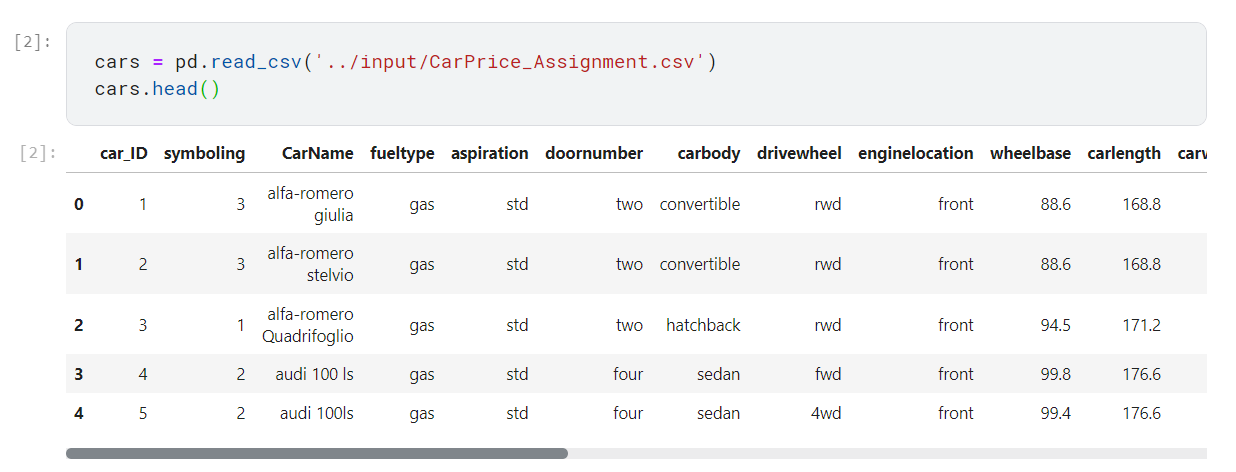 [2]:
cars = pd.read_csv('../input/CarPrice_Assignment.csv')
cars.head()
[2]:
car_ID symboling CarName fueltype aspiration doornumber carbody drivewheel enginelocation wheelbase carlength carw
0 1 3 alfa-romero giulia gas std two convertible rwd front 88.6 168.8
1 2 3 alfa-romero stelvio gas std two convertible rwd front 88.6 168.8
2 3 1 alfa-romero Quadrifoglio gas std two hatchback rwd front 94.5 171.2
3 4 2 audi 100 ls gas std four sedan fwd front 99.8 176.6
4 5 2 audi 100ls gas std four sedan 4wd front 99.4 176.6